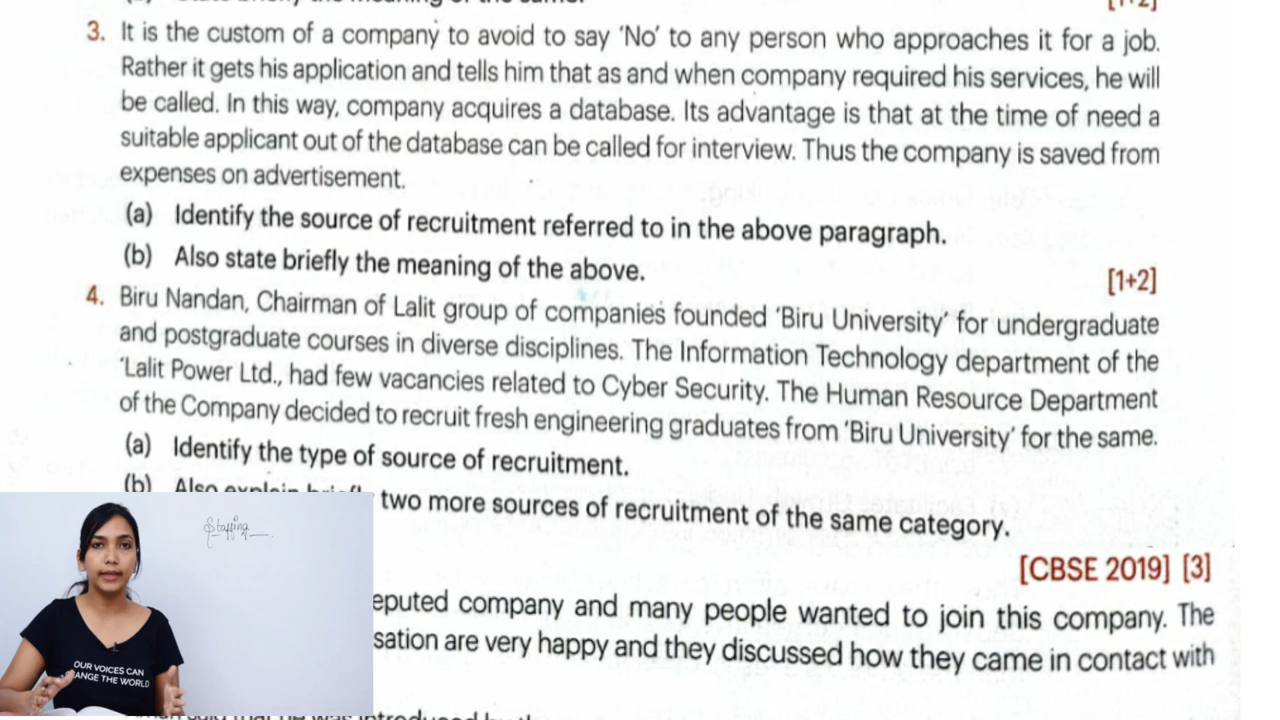 [1+2]
3. It is the custom of a company to avoid to say ‘No’ to any person who approaches it for a job.
Rather it gets his application and tells him that as and when company required his services, he will
be called. In this way, company acquires a database. Its advantage is that at the time of need a
suitable applicant out of the database can be called for interview. Thus the company is saved from
expenses on advertisement.
(a) Identify the source of recruitment referred to in the above paragraph.
(b) Also state briefly the meaning of the above.
[1+2]
4. Biru Nandan, Chairman of Lalit group of companies founded ‘Biru University’ for undergraduate
and postgraduate courses in diverse disciplines. The Information Technology department of the
Lalit Power Ltd., had few vacancies related to Cyber Security. The Human Resource Department
of the Company decided to recruit fresh engineering graduates from ‘Biru University’ for the same.
(a) Identify the type of source of recruitment.
(b) Also explain briefly two more sources of recruitment of the same category.
[CBSE 2019] [3]
eputed company and many people wanted to join this company. The
sation are very happy and they discussed how they came in contact with
Staffing
OUR VOICES CAN
ANGE THE WORLD